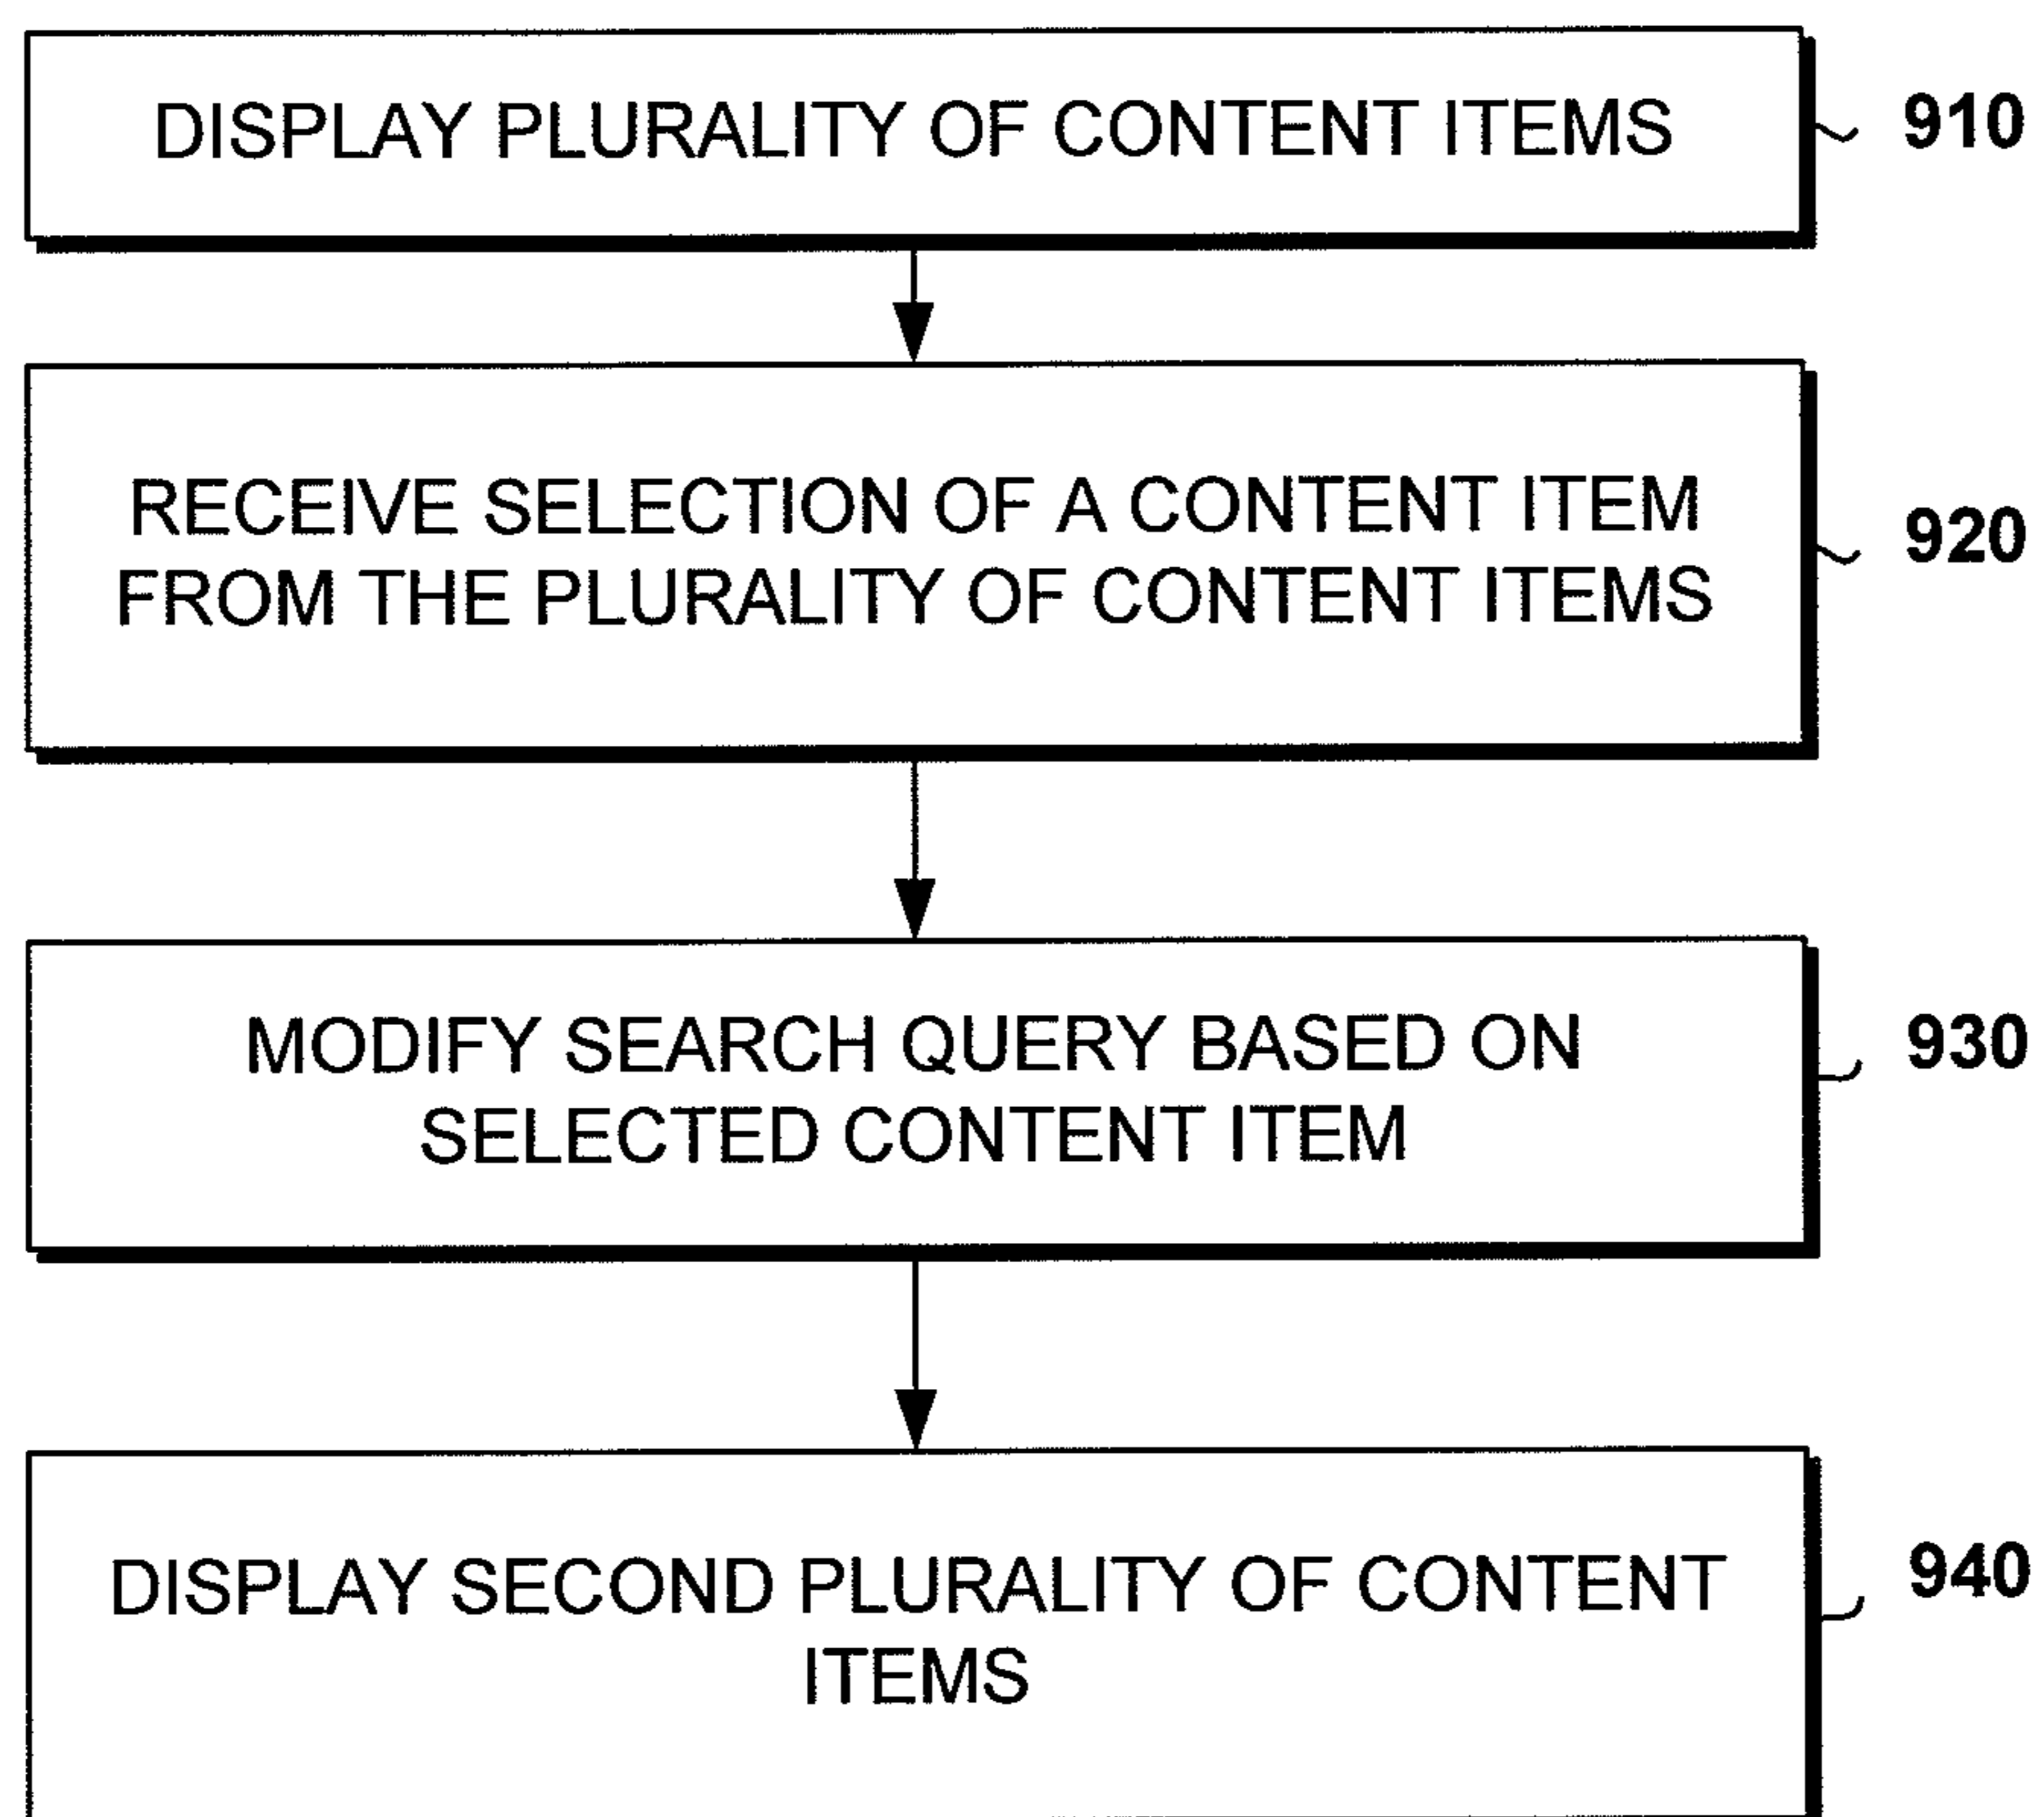 DISPLAY PLURALITY OF CONTENT ITEMS
910
RECEIVE SELECTION OF A CONTENT ITEM
FROM THE PLURALITY OF CONTENT ITEMS
920
MODIFY SEARCH QUERY BASED ON
SELECTED CONTENT ITEM
930
DISPLAY SECOND PLURALITY OF CONTENT
ITEMS
940